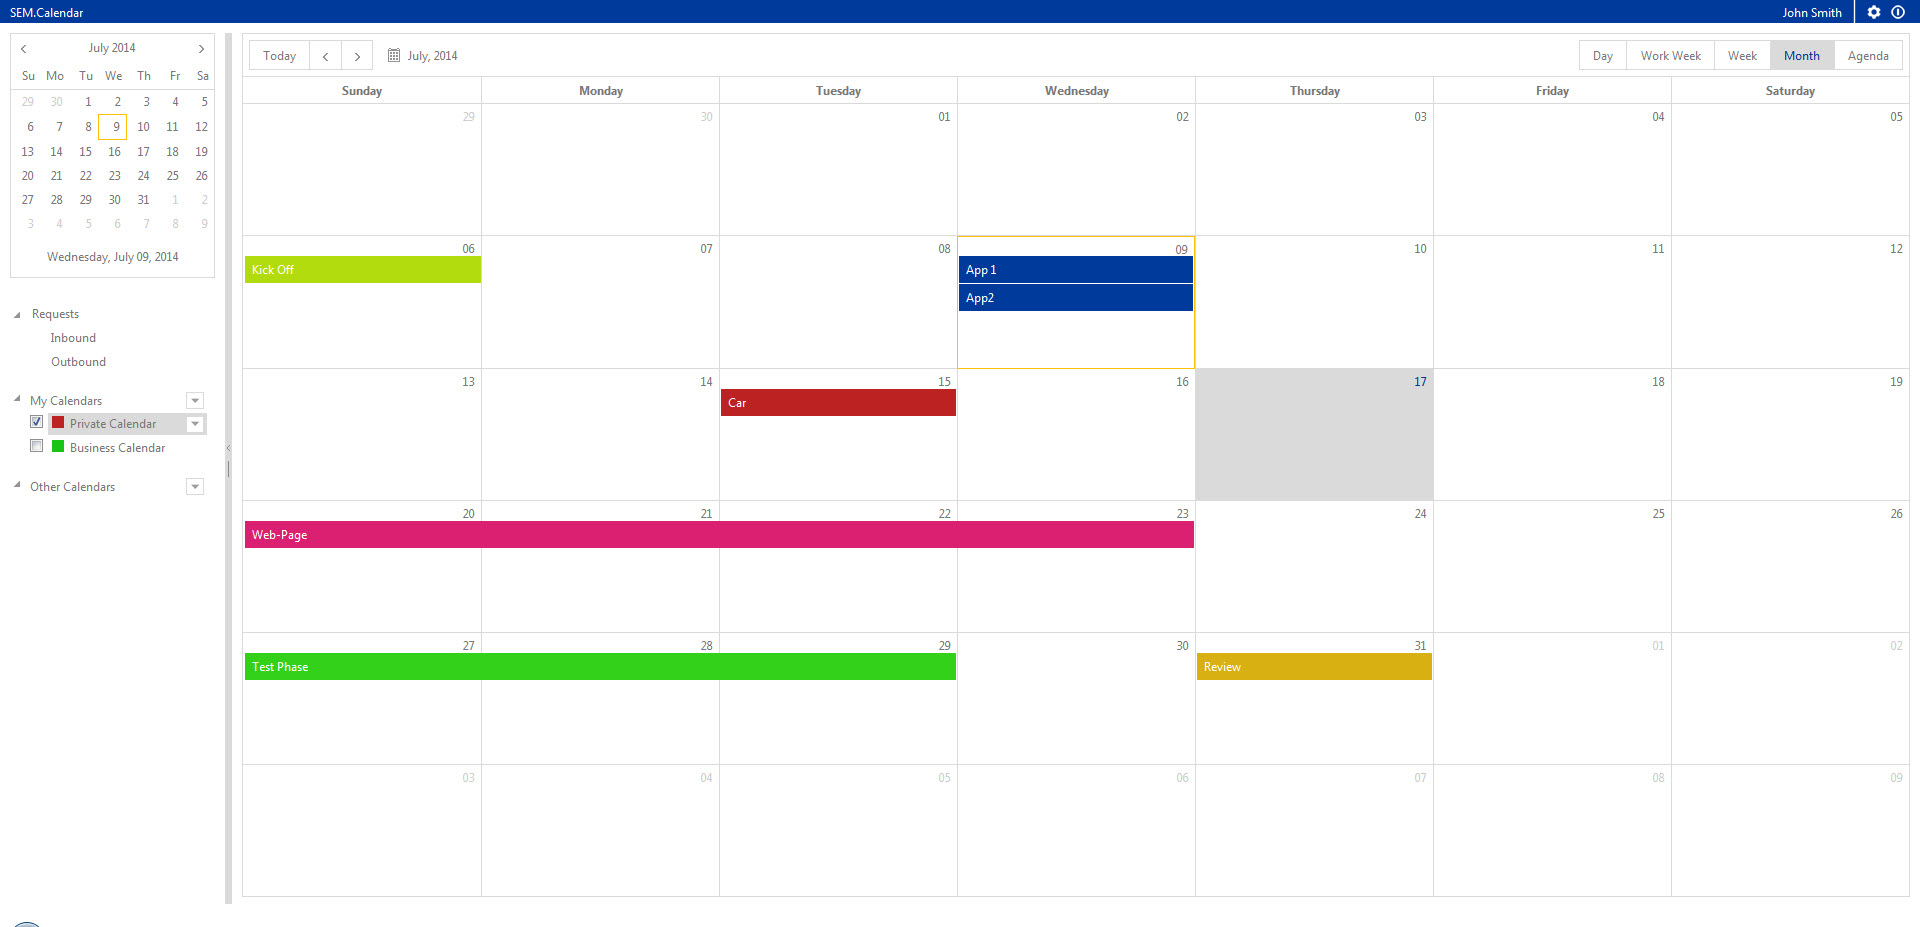 SEM.Calendar John Smith
July 2014
Su Mo Tu We Th Fr Sa
29 30 1 2 3 4 5
6 7 8 9 10 11 12
13 14 15 16 17 18 19
20 21 22 23 24 25 26
27 28 29 30 31 1 2
3 4 5 6 7 8 9
Wednesday, July 09, 2014
Requests
Inbound
Outbound
My Calendars
Private Calendar
Business Calendar
Other Calendars
Today July, 2014 Day Work Week Week Month Agenda
Sunday Monday Tuesday Wednesday Thursday Friday Saturday
29 30 01 02 03 04 05
06 07 08 09 10 11 12
Kick Off App 1
App2
13 14 15 16 17 18 19
Car
20 21 22 23 24 25 26
Web-Page
27 28 29 30 31 01 02
Test Phase Review
03 04 05 06 07 08 09